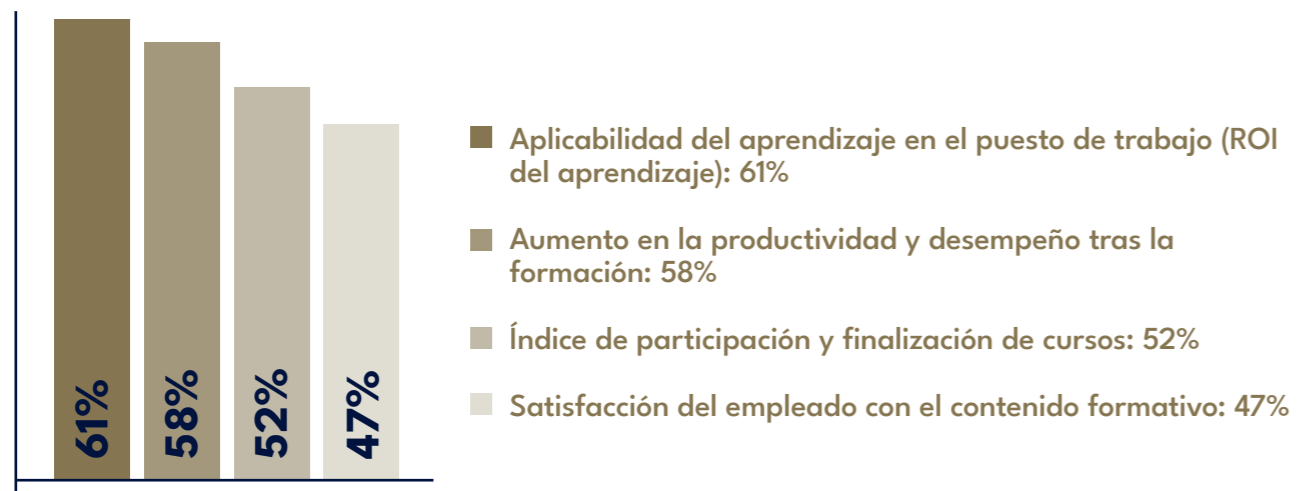 61%
58%
52%
47%
Aplicabilidad del aprendizaje en el puesto de trabajo (ROI
del aprendizaje): 61%
Aumento en la productividad y desempeño tras la
formación: 58%
Índice de participación y finalización de cursos: 52%
Satisfacción del empleado con el contenido formativo: 47%